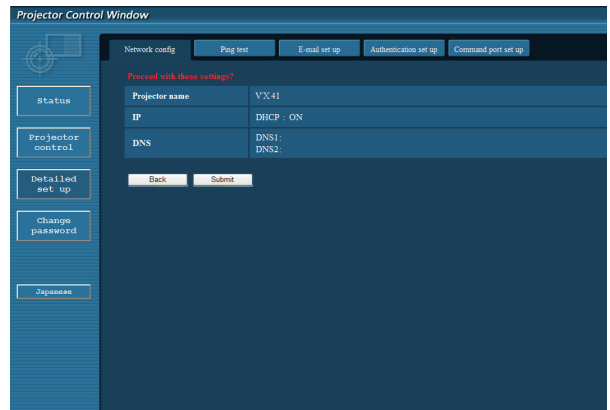 Projector Control Window
Network config
Ping test
E-mail set up
Authentication set up
Command port set up
Proceed with these settings?
Status
Projector name
VX41
IP
DHCP : ON
Projector
control
DNS
DNS1:
DNS2:
Detailed
set up
Back
Submit
Change
password
Japanese